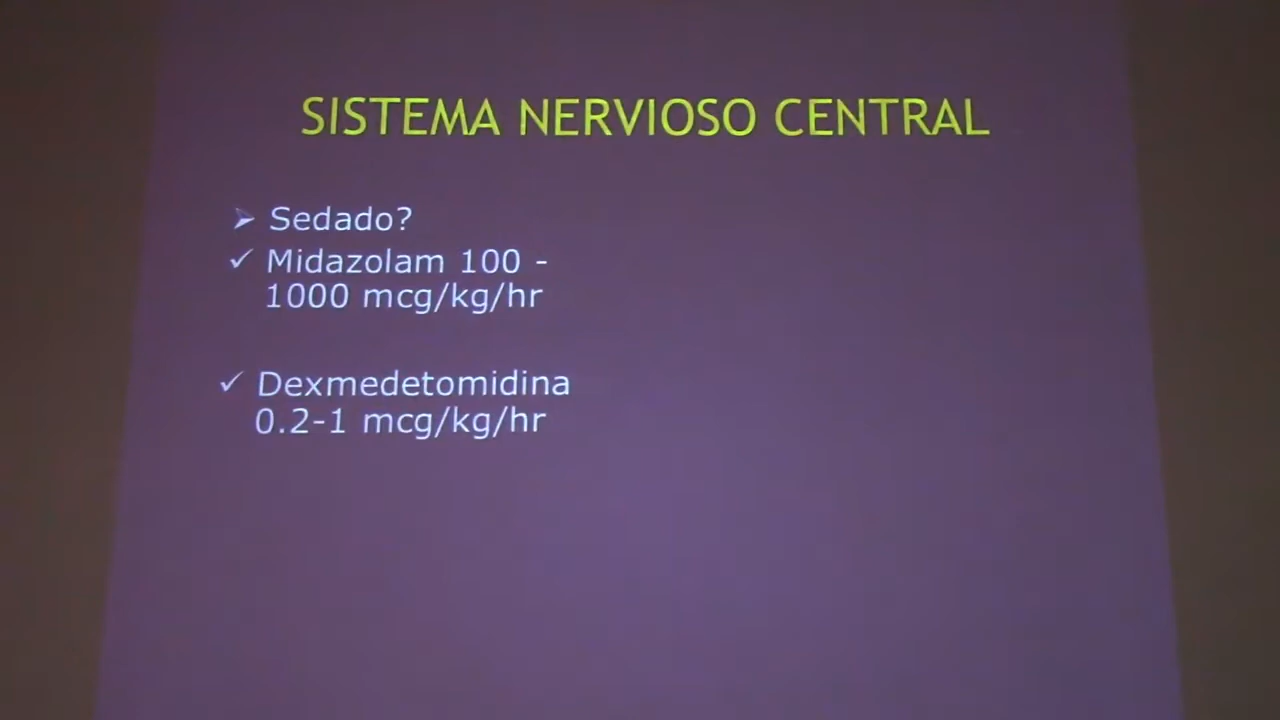 SISTEMA NERVIOSO CENTRAL
➢ Sedado?
✓ Midazolam 100 -
1000 mcg/kg/hr
✓ Dexmedetomidina
0.2-1 mcg/kg/hr